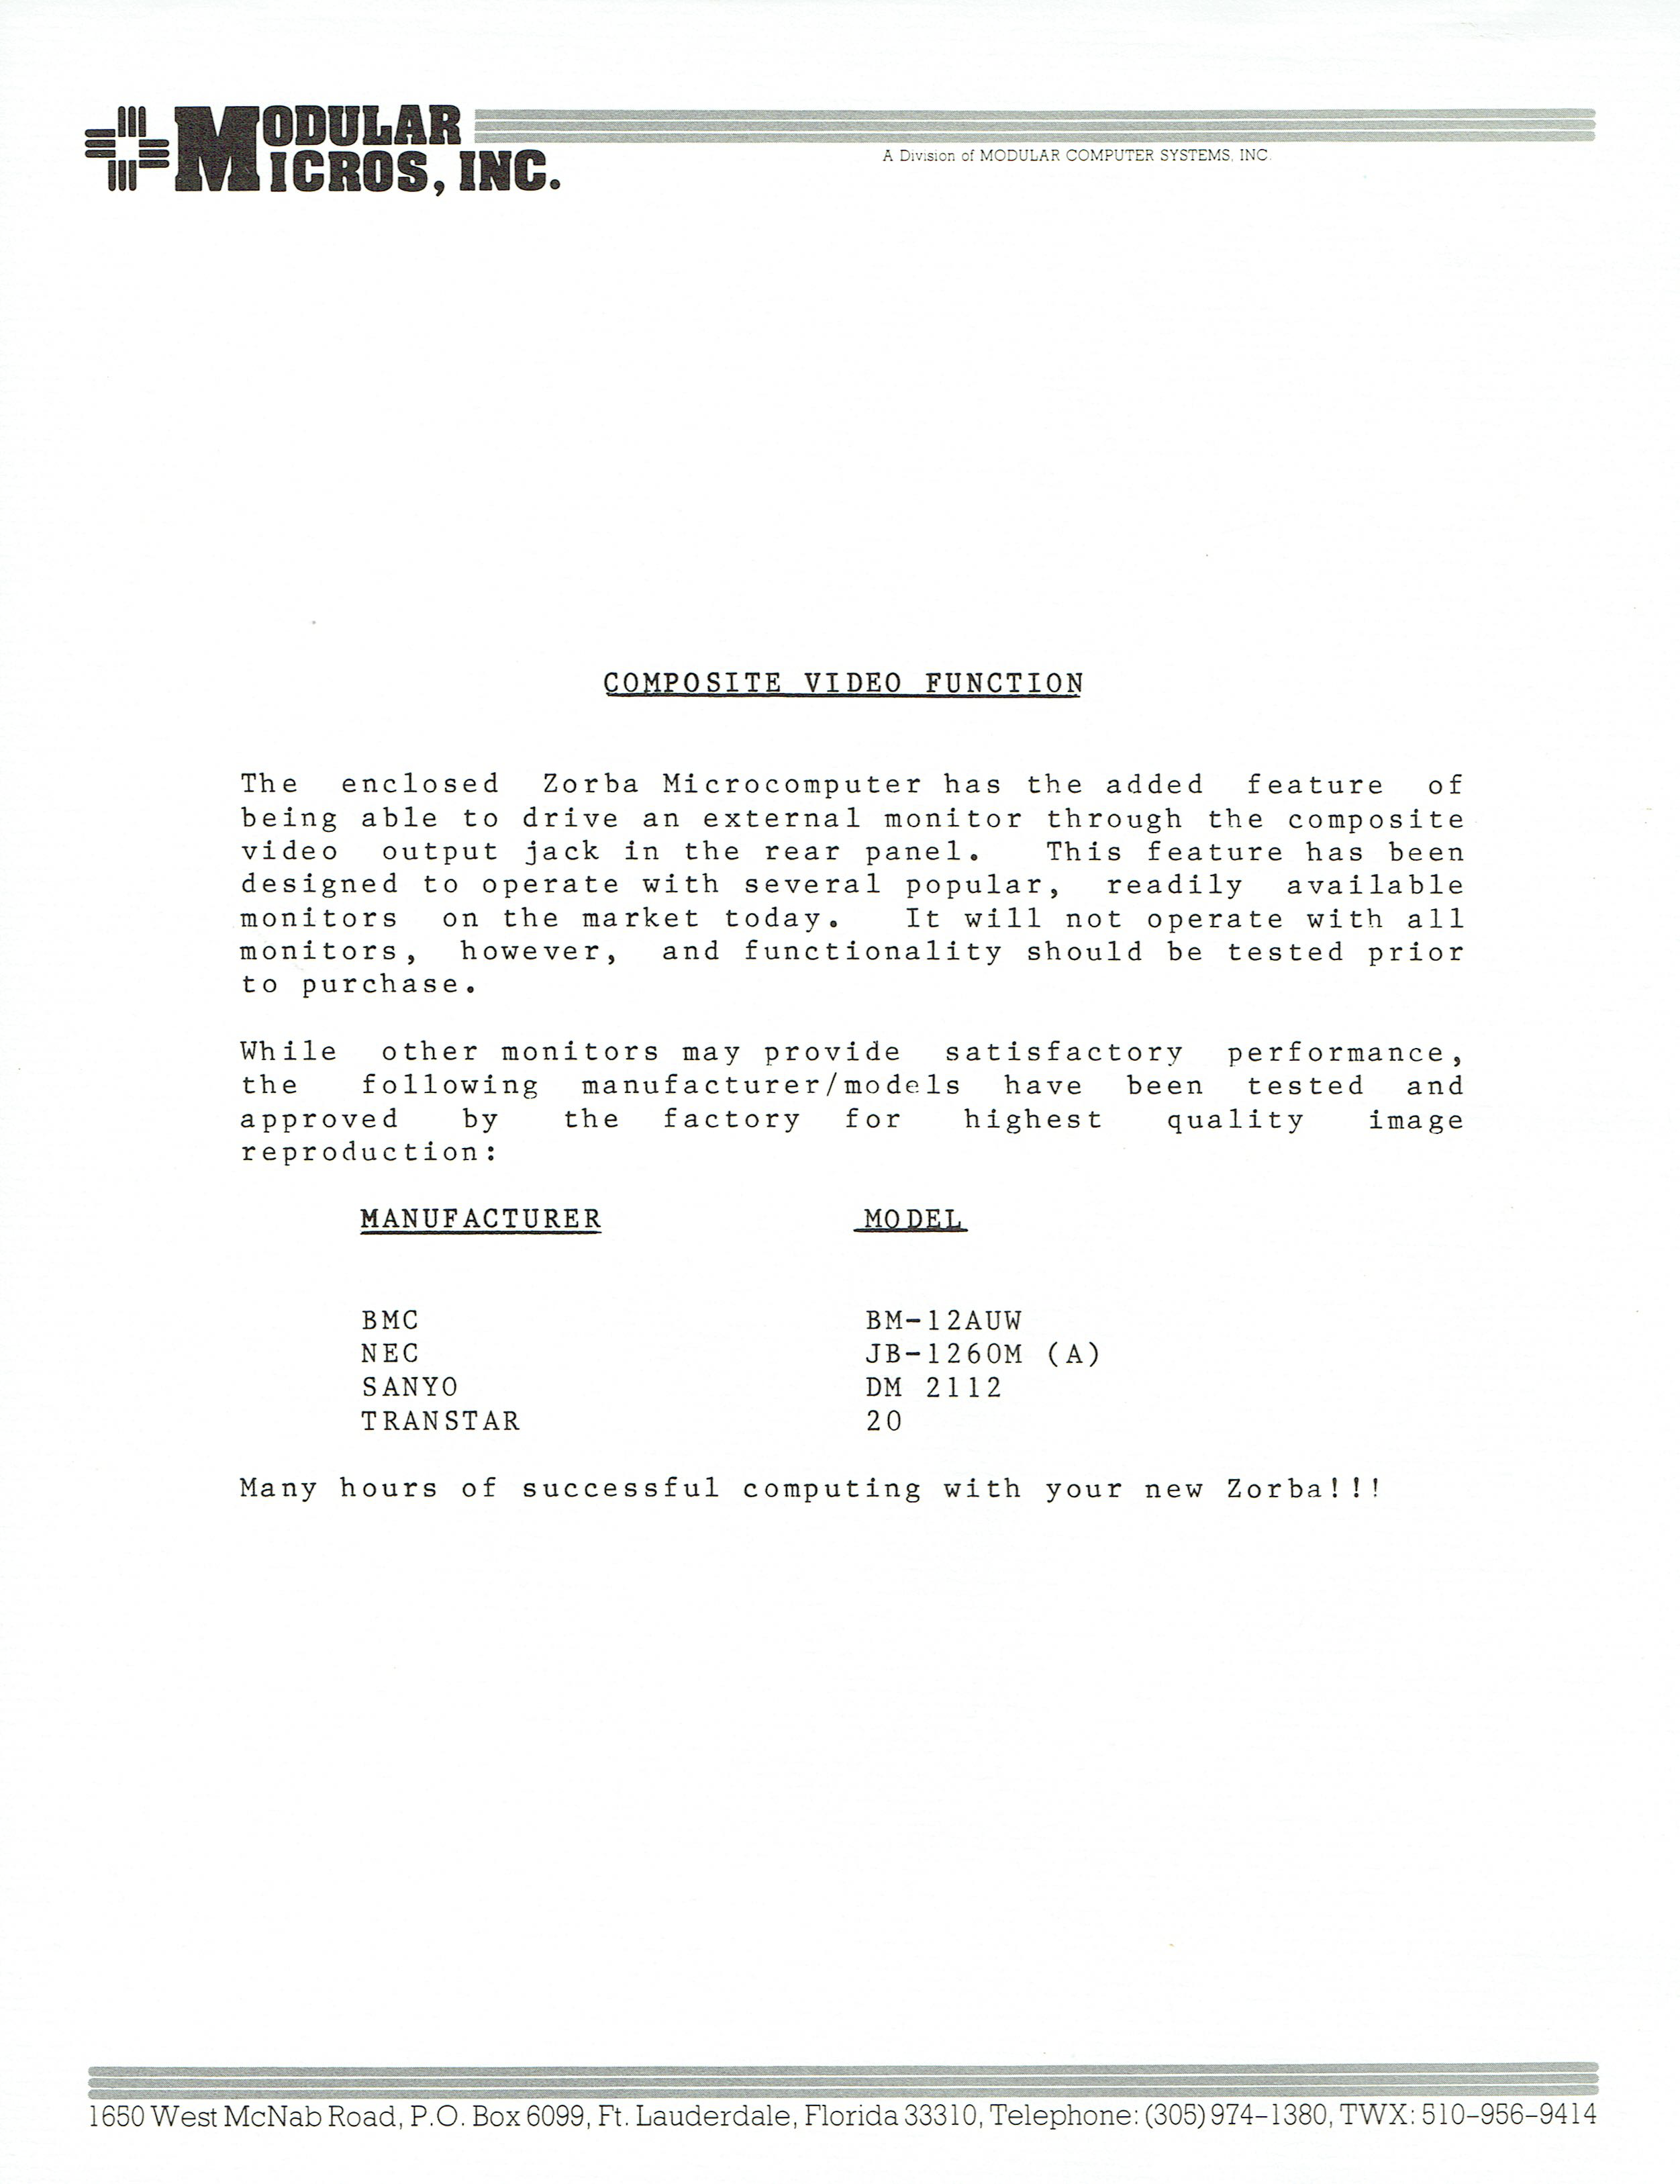 MODULAR
MICROS, INC.
A Division of MODULAR COMPUTER SYSTEMS, INC.
COMPOSITE VIDEO FUNCTION
The enclosed Zorba Microcomputer has the added feature of
being able to drive an external monitor through the composite
video output jack in the rear panel. This feature has been
designed to operate with several popular, readily available
monitors on the market today. It will not operate with all
monitors, however, and functionality should be tested prior
to purchase.
While other monitors may provide satisfactory performance,
the following manufacturer/models have been tested and
approved by the factory for highest quality image
reproduction:
MANUFACTURER MODEL
BMC BM-12AUW
NEC JB-1260M (A)
SANYO DM 2112
TRANSTAR 20
Many hours of successful computing with your new Zorba!!!
1650 West McNab Road, P.O. Box 6099, Ft. Lauderdale, Florida 33310, Telephone: (305) 974-1380, TWX: 510-956-9414